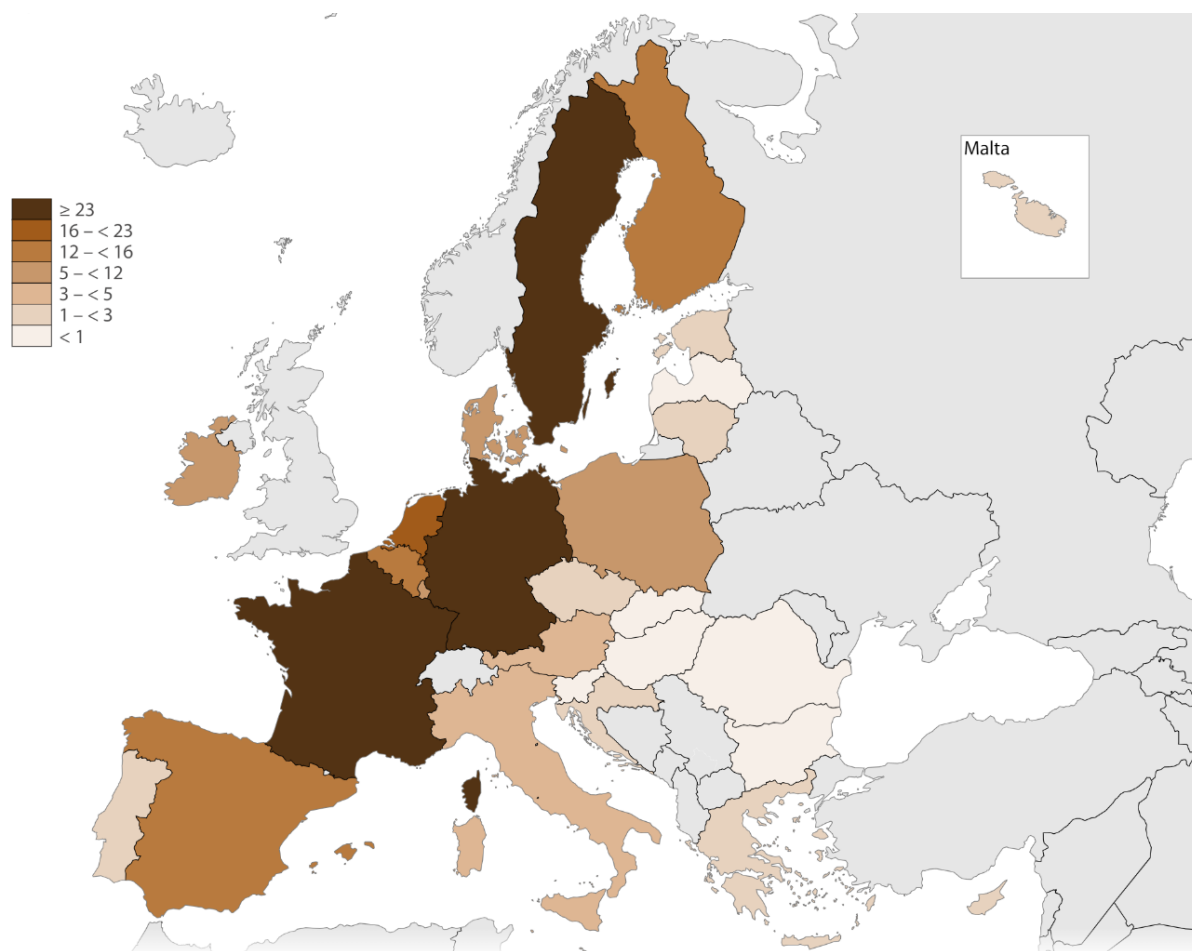 Malta
≥ 23
16 – < 23
12 – < 16
5 – < 12
3 – < 5
1 – < 3
< 1